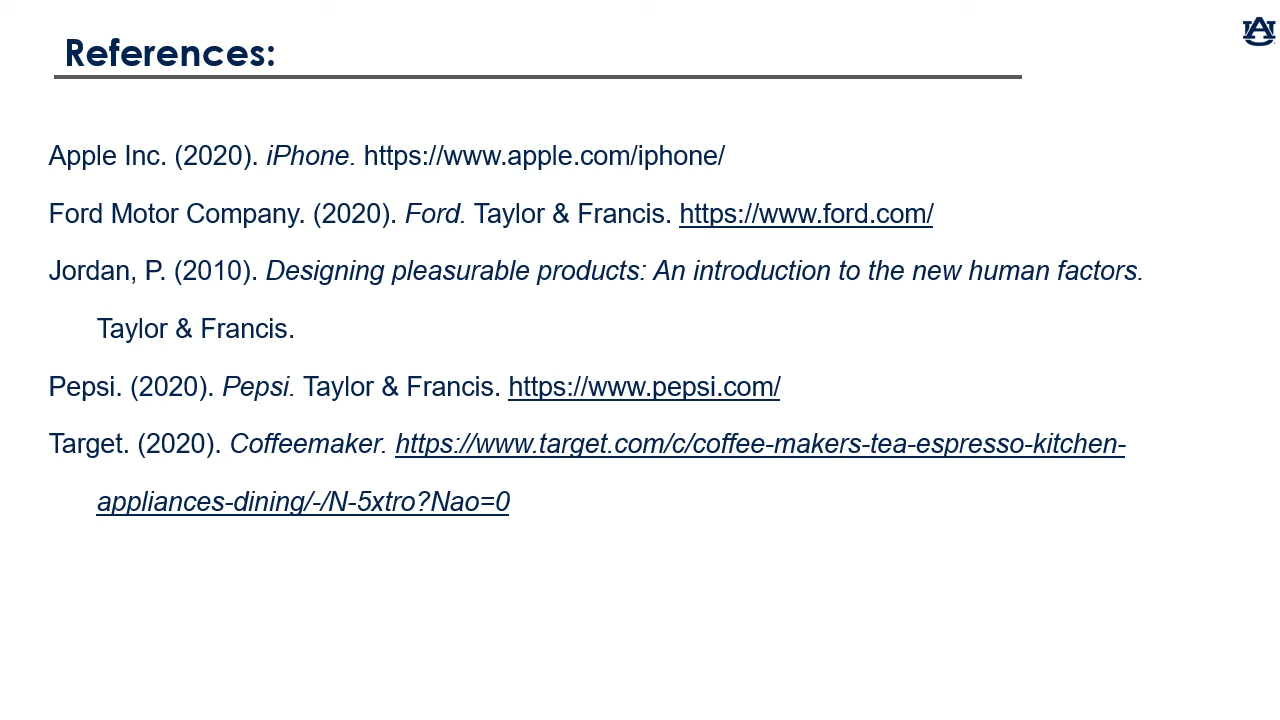 References:
Apple Inc. (2020). iPhone. https://www.apple.com/iphone/
Ford Motor Company. (2020). Ford. Taylor & Francis. https://www.ford.com/
Jordan, P. (2010). Designing pleasurable products: An introduction to the new human factors.
Taylor & Francis.
Pepsi. (2020). Pepsi. Taylor & Francis. https://www.pepsi.com/
Target. (2020). Coffeemaker. https://www.target.com/c/coffee-makers-tea-espresso-kitchen-
appliances-dining/-/N-5xtro?Nao=0
AU